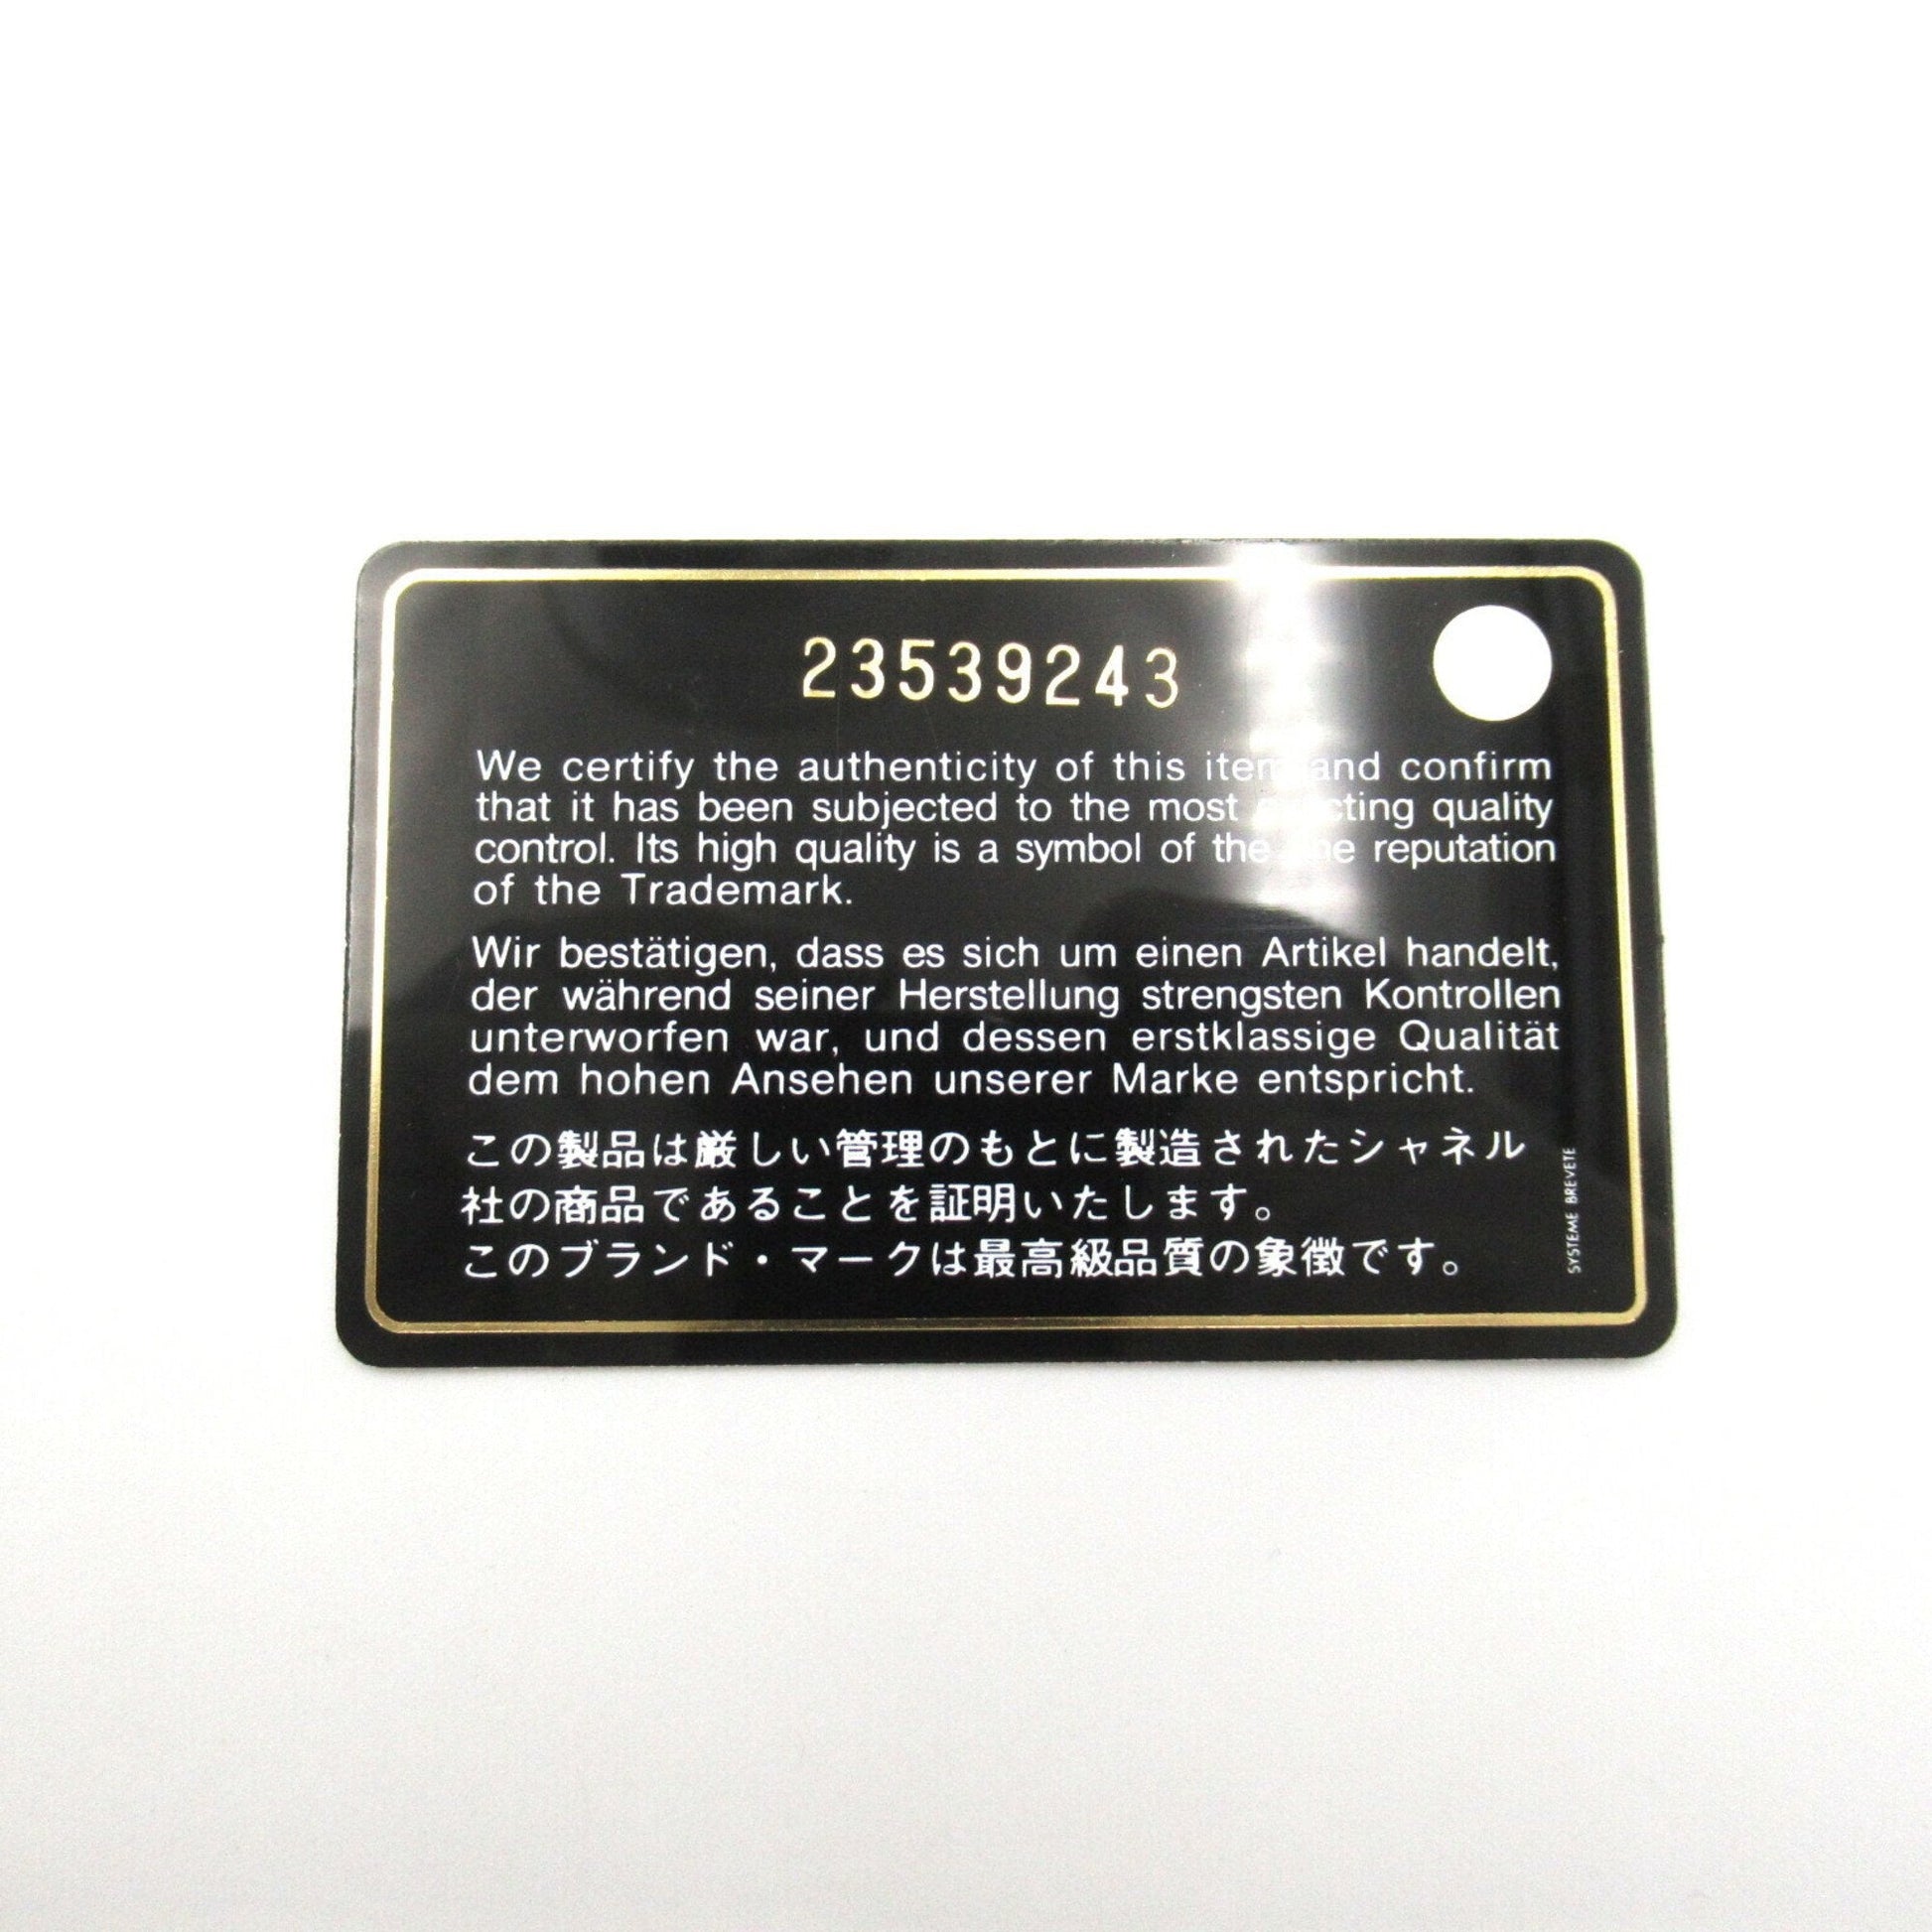 23539243
We certify the authenticity of this item and confirm
that it has been subjected to the most quality
control. Its high quality is a symbol of the reputation
of the Trademark.
Wir bestätigen, dass es sich um einen Artikel handelt,
der während seiner Herstellung strengsten Kontrollen
unterworfen war, und dessen erstklassige Qualität
dem hohen Ansehen unserer Marke entspricht.
この製品は厳しい管理のもとに製造されたシャネル
社の商品であることを証明いたします。
このブランド・マークは最高級品質の象徴です。
SYSTEME BREVETE